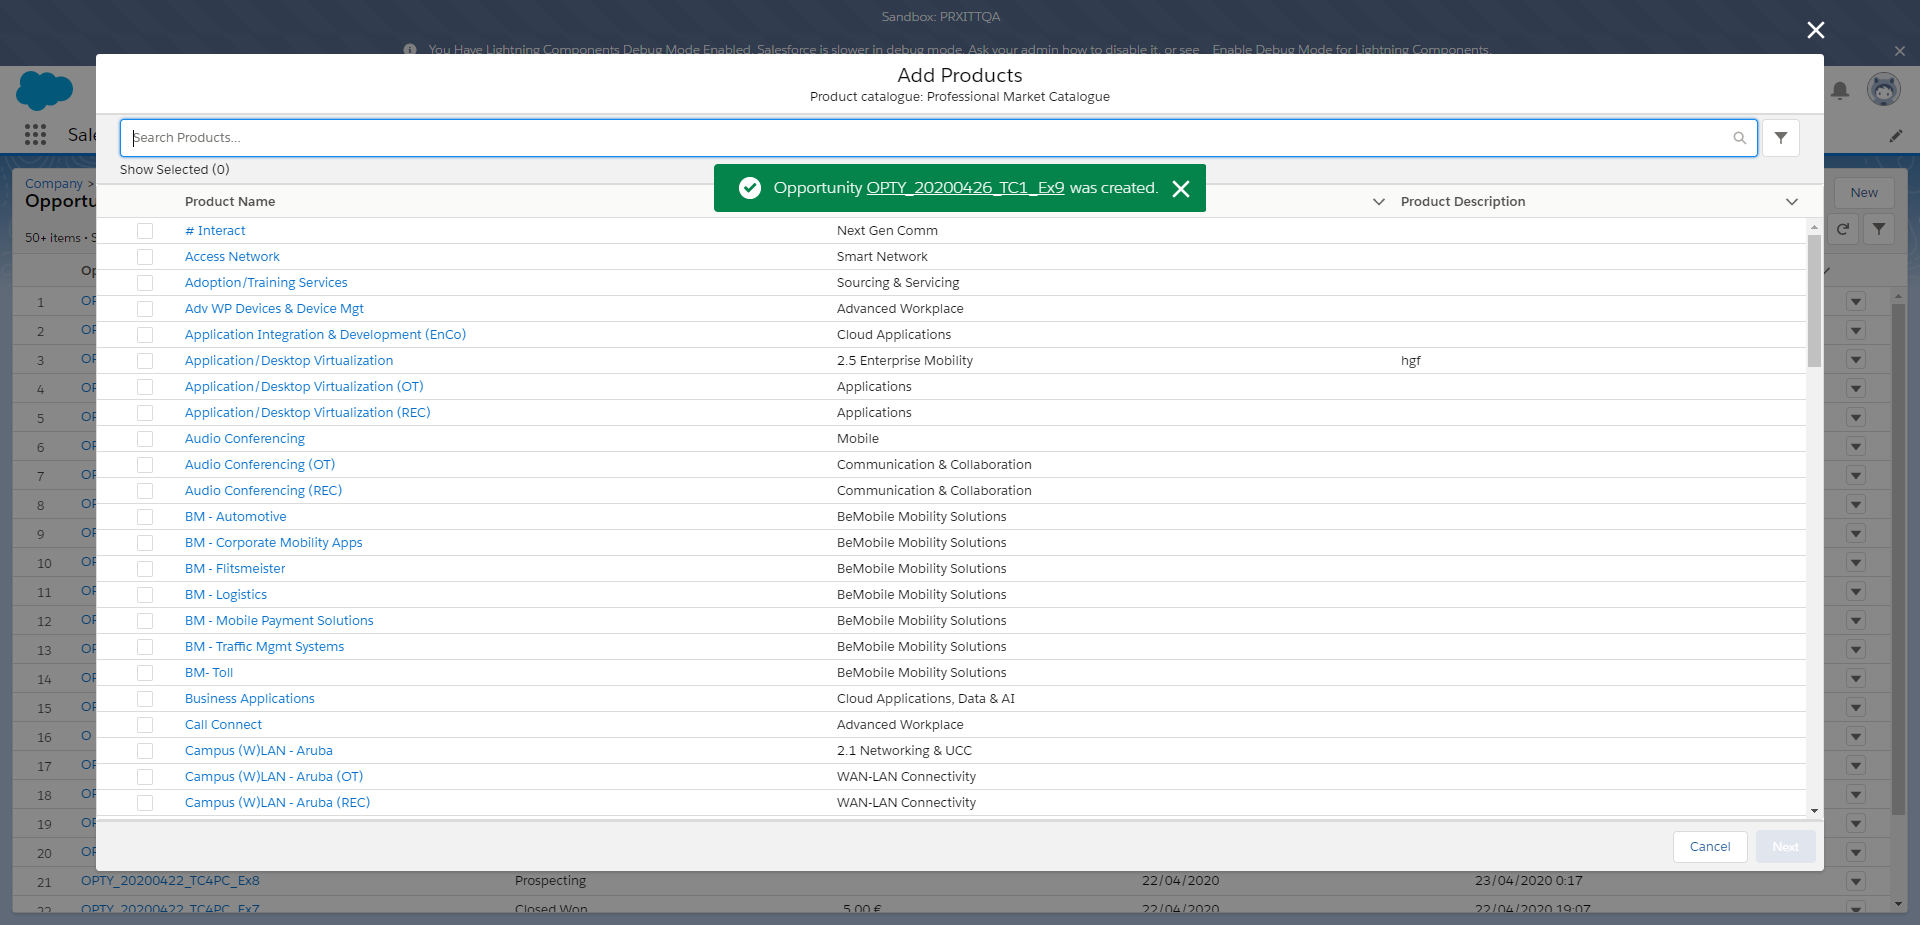 Sandbox: PRXITTQA
You Have Lightning Components Debug Mode Enabled. Salesforce is slower in debug mode. Ask your admin how to disable it, or see Enable Debug Mode for Lightning Components.
Add Products
Product catalogue: Professional Market Catalogue
Search Products...
Show Selected (0)
Opportunity OPTY_20200426_TC1_Ex9 was created.
Company >
New
50+ items •
Product Name Product Description
# Interact Next Gen Comm
Access Network Smart Network
Adoption/Training Services Sourcing & Servicing
Adv WP Devices & Device Mgt Advanced Workplace
Application Integration & Development (EnCo) Cloud Applications
Application/Desktop Virtualization 2.5 Enterprise Mobility hgf
Application/Desktop Virtualization (OT) Applications
Application/Desktop Virtualization (REC) Applications
Audio Conferencing Mobile
Audio Conferencing (OT) Communication & Collaboration
Audio Conferencing (REC) Communication & Collaboration
BM - Automotive BeMobile Mobility Solutions
BM - Corporate Mobility Apps BeMobile Mobility Solutions
BM - Flitsmeister BeMobile Mobility Solutions
BM - Logistics BeMobile Mobility Solutions
BM - Mobile Payment Solutions BeMobile Mobility Solutions
BM - Traffic Mgmt Systems BeMobile Mobility Solutions
BM- Toll BeMobile Mobility Solutions
Business Applications Cloud Applications, Data & AI
Call Connect Advanced Workplace
Campus (W)LAN - Aruba 2.1 Networking & UCC
Campus (W)LAN - Aruba (OT) WAN-LAN Connectivity
Campus (W)LAN - Aruba (REC) WAN-LAN Connectivity
1
2
3
4
5
6
7
8
9
10
11
12
13
14
15
16
17
18
19
20
Cancel Next
21 OPTY_20200422_TC4PC_Ex8 Prospecting 22/04/2020 23/04/2020 0:17
22 OPTY_20200422_TC4PC_Ex7 Closed Won 5,00 € 22/04/2020 22/04/2020 19:07